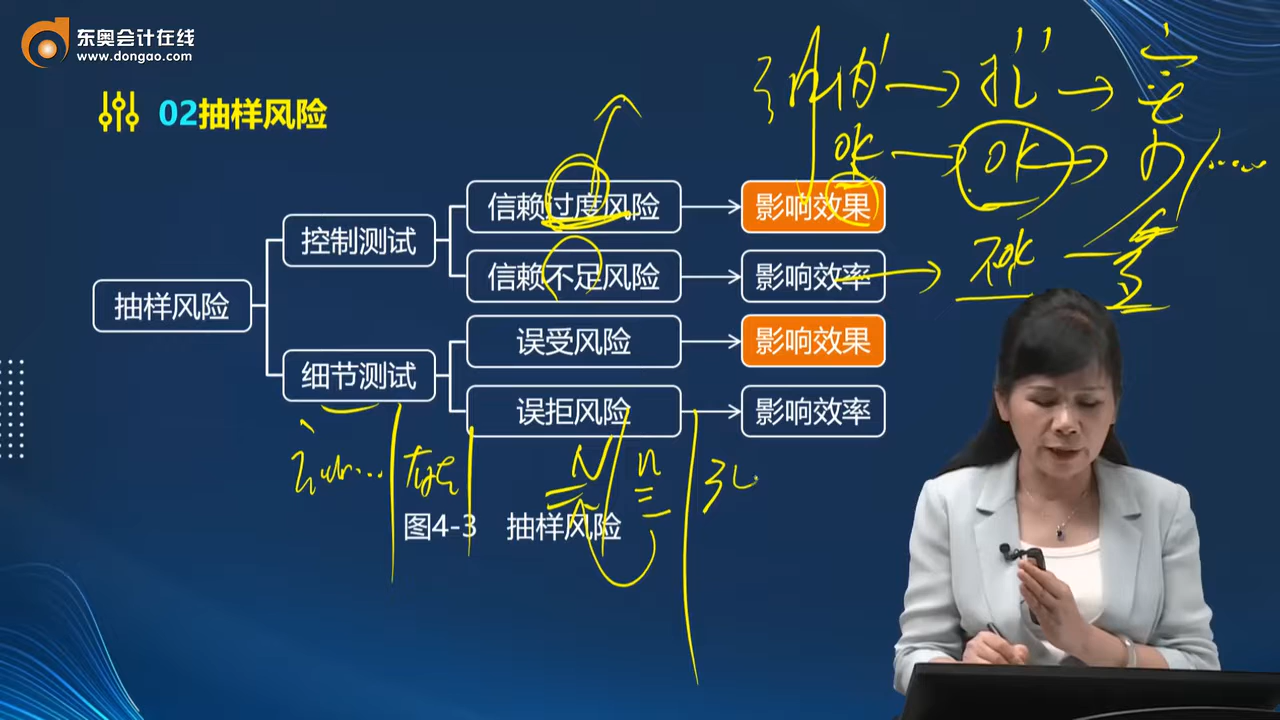 东奥会计在线
www.dongao.com
02抽样风险
抽样风险
控制测试
信赖过度风险
影响效果
信赖不足风险
影响效率
细节测试
误受风险
影响效果
误拒风险
影响效率
图4-3 抽样风险
OK
OK
N
n